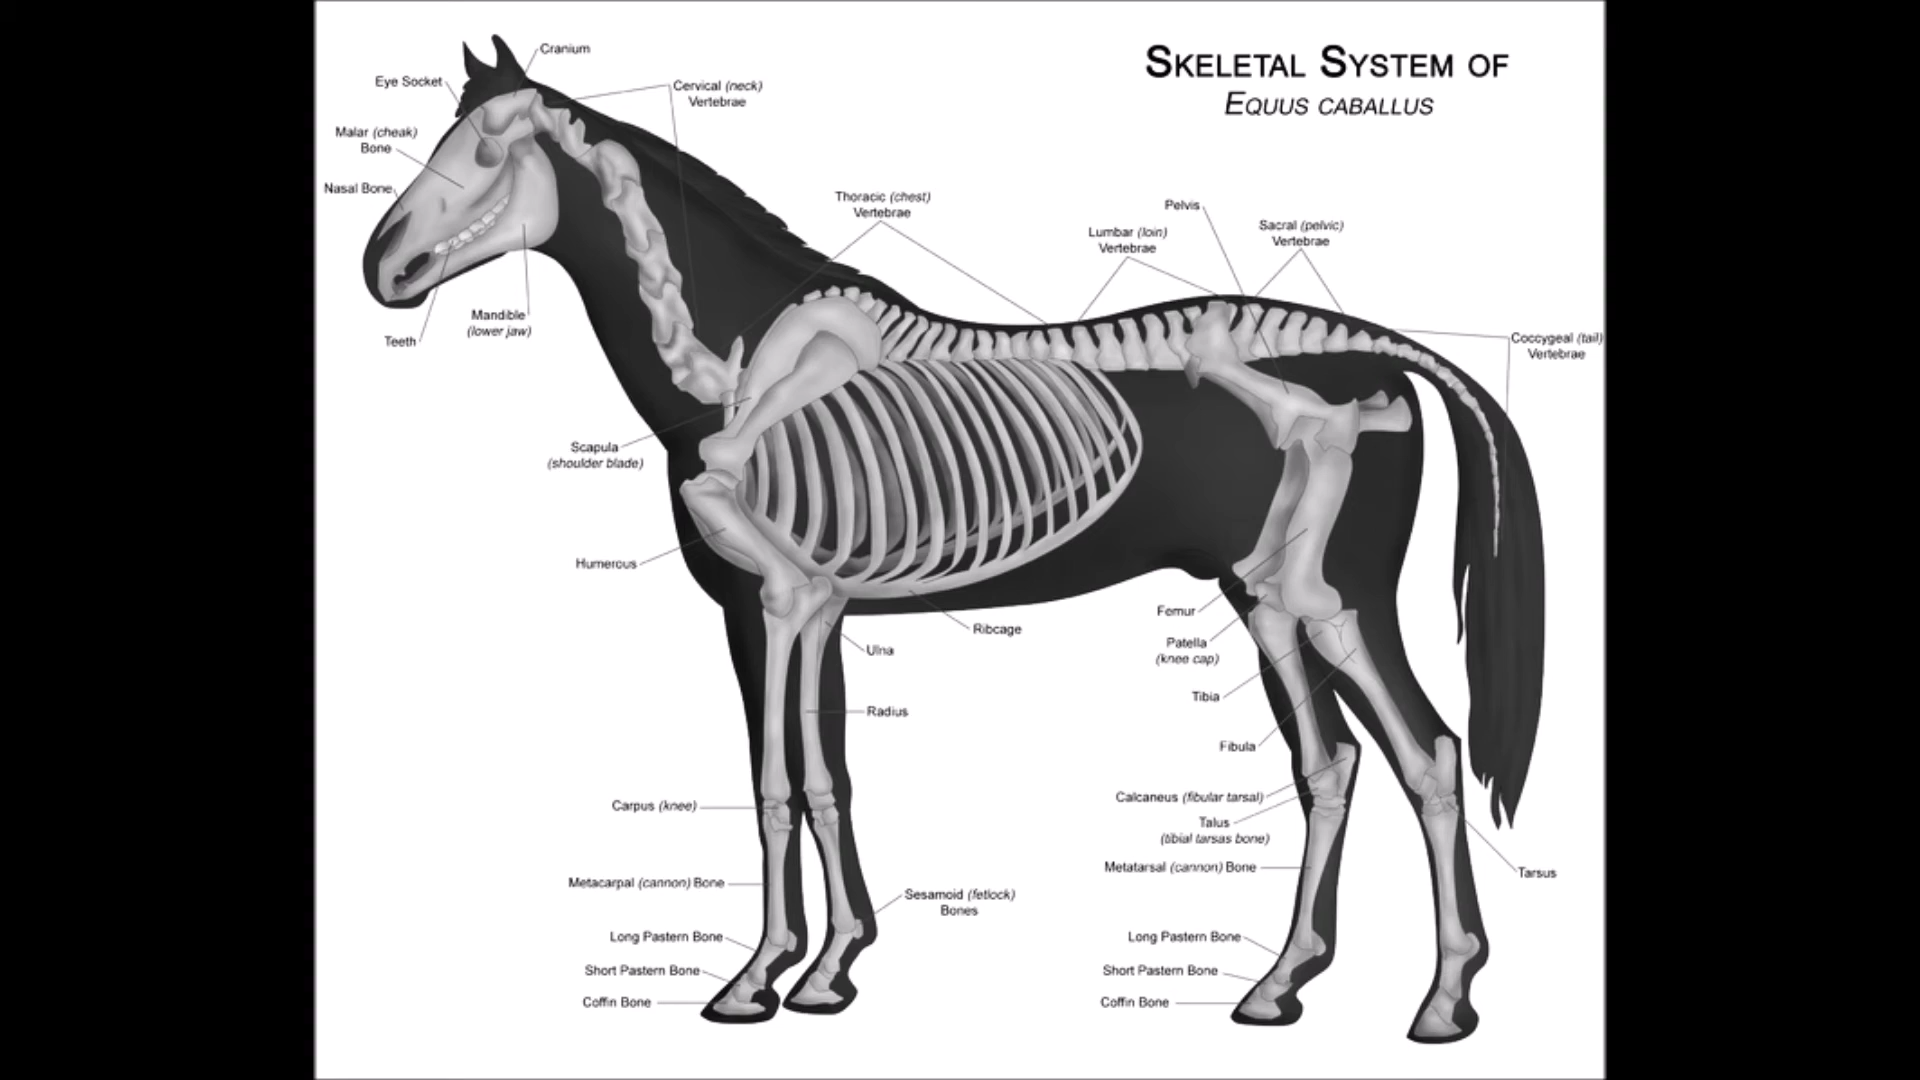 SKELETAL SYSTEM OF
EQUUS CABALLUS
Cranium
Eye Socket
Cervical (neck)
Vertebrae
Malar (cheak)
Bone
Nasal Bone
Thoracic (chest)
Vertebrae
Pelvis
Sacral (pelvic)
Vertebrae
Lumbar (loin)
Vertebrae
Mandible
(lower jaw)
Teeth
Coccygeal (tail)
Vertebrae
Scapula
(shoulder blade)
Humerous
Ribcage
Ulna
Radius
Femur
Patella
(knee cap)
Tibia
Fibula
Carpus (knee)
Calcaneus (fibular tarsal)
Talus
(tibial tarsas bone)
Metatarsal (cannon) Bone
Tarsus
Metacarpal (cannon) Bone
Sesamoid (fetlock)
Bones
Long Pastern Bone
Short Pastern Bone
Coffin Bone
Long Pastern Bone
Short Pastern Bone
Coffin Bone